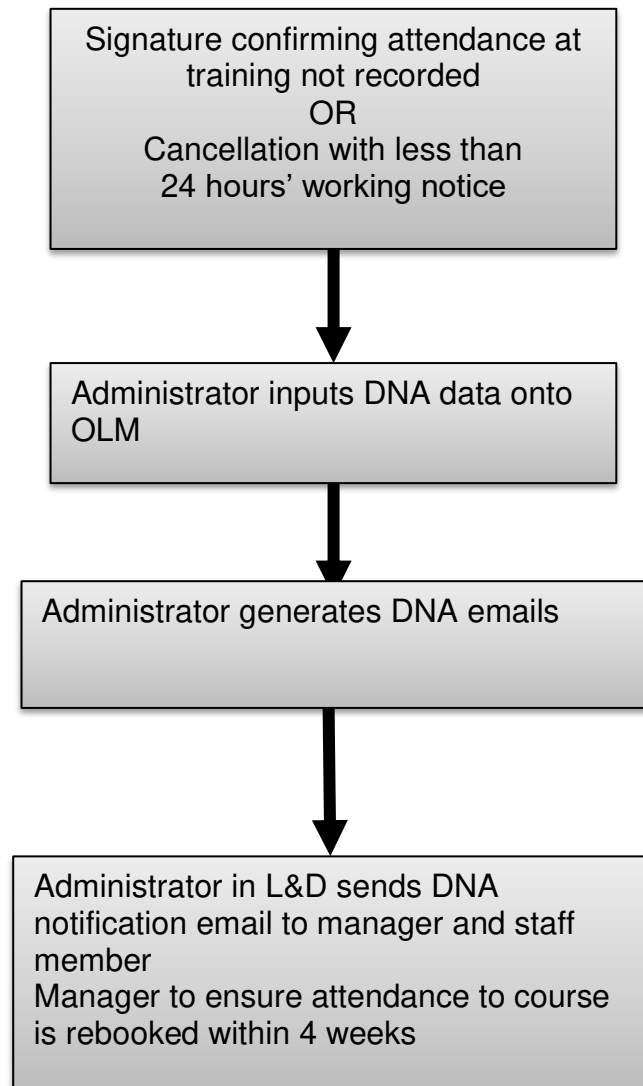 Signature confirming attendance at
training not recorded
OR
Cancellation with less than
24 hours’ working notice
Administrator inputs DNA data onto
OLM
Administrator generates DNA emails
Administrator in L&D sends DNA
notification email to manager and staff
member
Manager to ensure attendance to course
is rebooked within 4 weeks